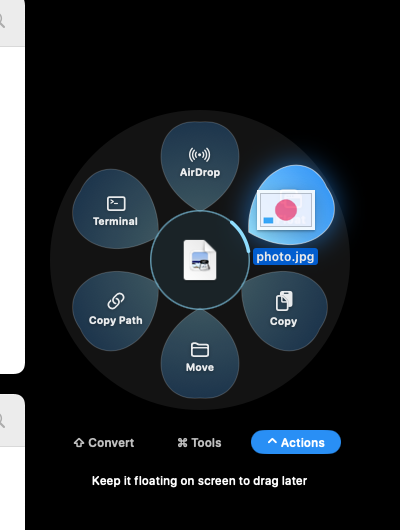 AirDrop
Terminal
photo.jpg
Copy Path
Copy
Move
⇧ Convert
⌘ Tools
⌃ Actions
Keep it floating on screen to drag later